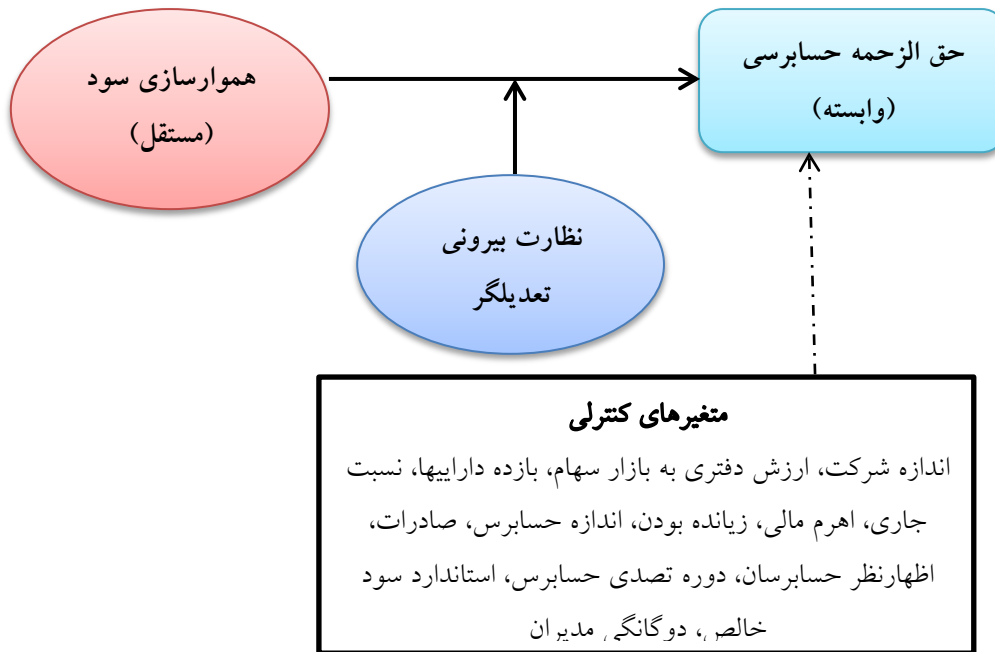 حق الزحمه حسابرسی
(وابسته)
هموارسازی سود
(مستقل)
نظارت بیرونی
تعدیلگر
متغیرهای کنترلی
اندازه شرکت، ارزش دفتری به بازار سهام، بازده داراییها، نسبت
جاری، اهرم مالی، زیانده بودن، اندازه حسابرس، صادرات،
اظهارنظر حسابرسان، دوره تصدی حسابرس، استاندارد سود
خالص، دوگانگی مدیران